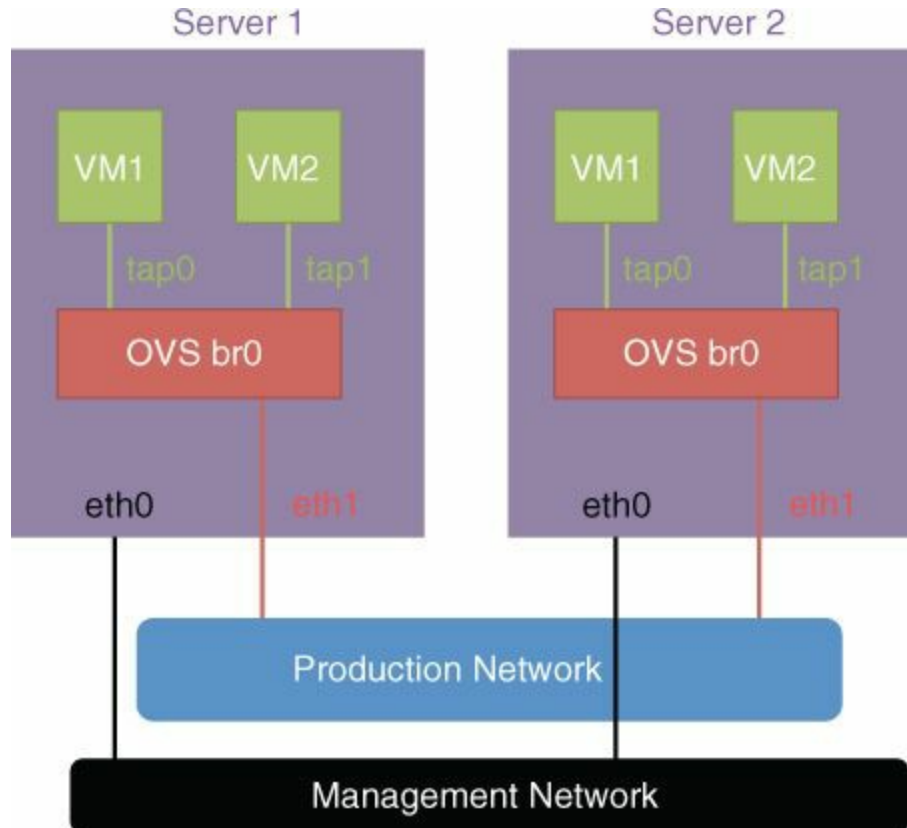 Server 1
Server 2
VM1
VM2
VM1
VM2
tap0
tap1
tap0
tap1
OVS br0
OVS br0
eth0
eth1
eth0
eth1
Production Network
Management Network